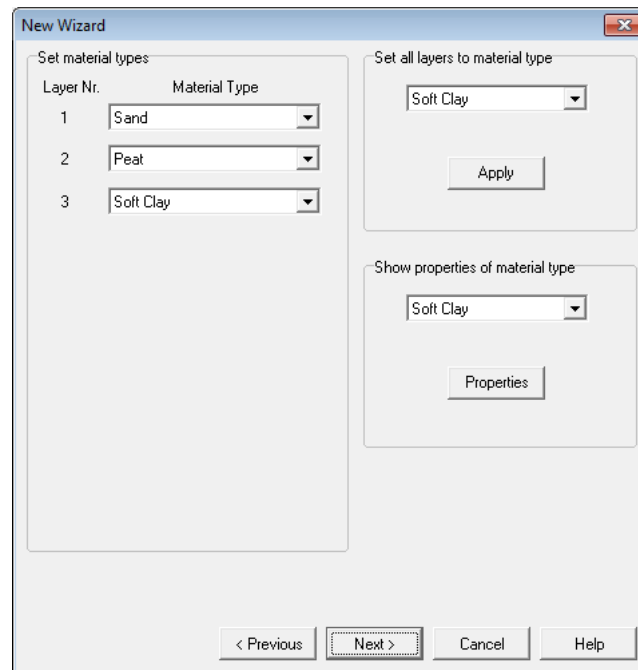 New Wizard
Set material types
Layer Nr. Material Type
1 Sand
2 Peat
3 Soft Clay
Set all layers to material type
Soft Clay
Apply
Show properties of material type
Soft Clay
Properties
< Previous Next > Cancel Help